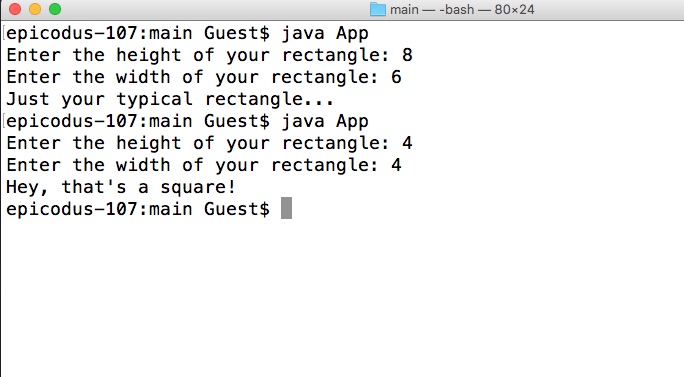 main — -bash — 80×24
epicodus-107:main Guest$ java App
Enter the height of your rectangle: 8
Enter the width of your rectangle: 6
Just your typical rectangle...
epicodus-107:main Guest$ java App
Enter the height of your rectangle: 4
Enter the width of your rectangle: 4
Hey, that's a square!
epicodus-107:main Guest$